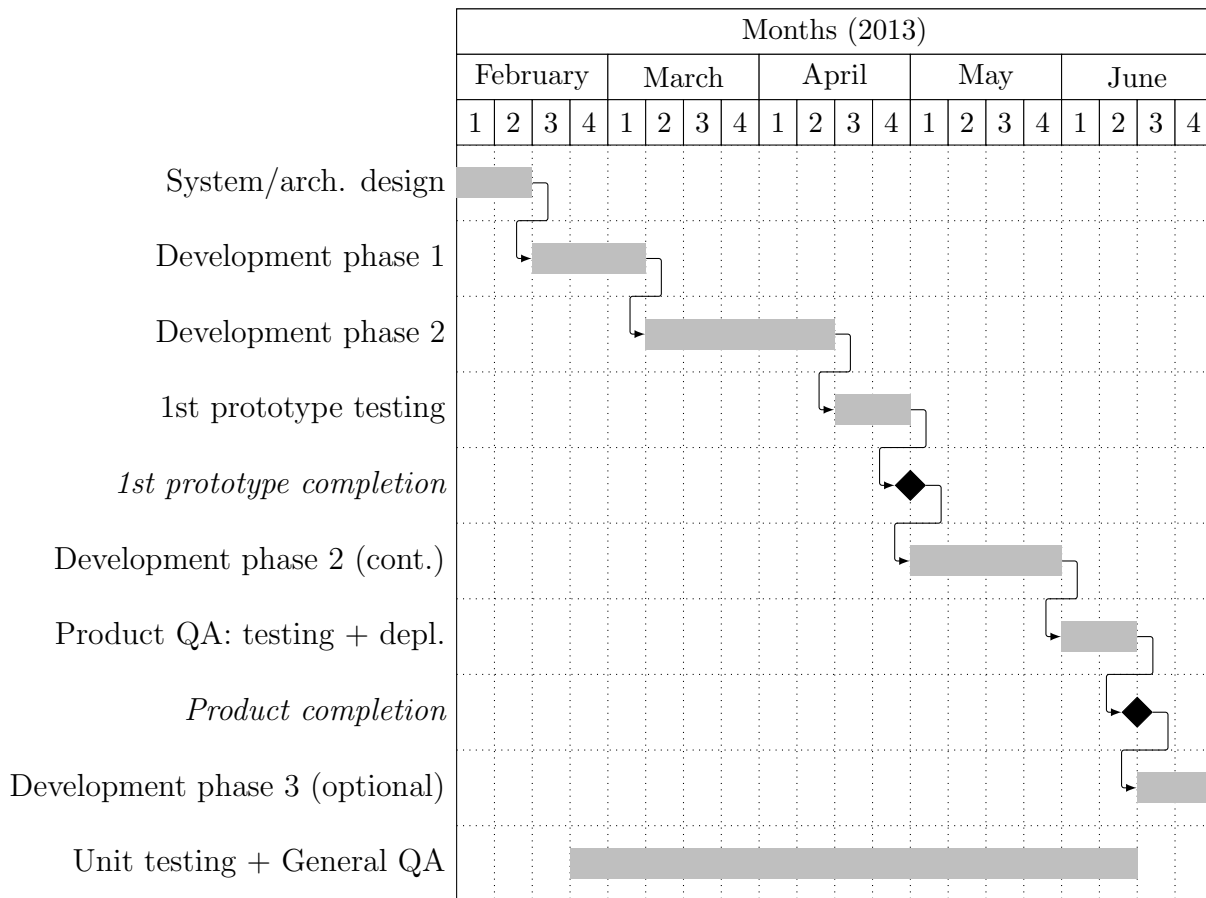 Months (2013)
February March April May June
1 2 3 4 1 2 3 4 1 2 3 4 1 2 3 4 1 2 3 4
System/arch. design
Development phase 1
Development phase 2
1st prototype testing
1st prototype completion
Development phase 2 (cont.)
Product QA: testing + depl.
Product completion
Development phase 3 (optional)
Unit testing + General QA